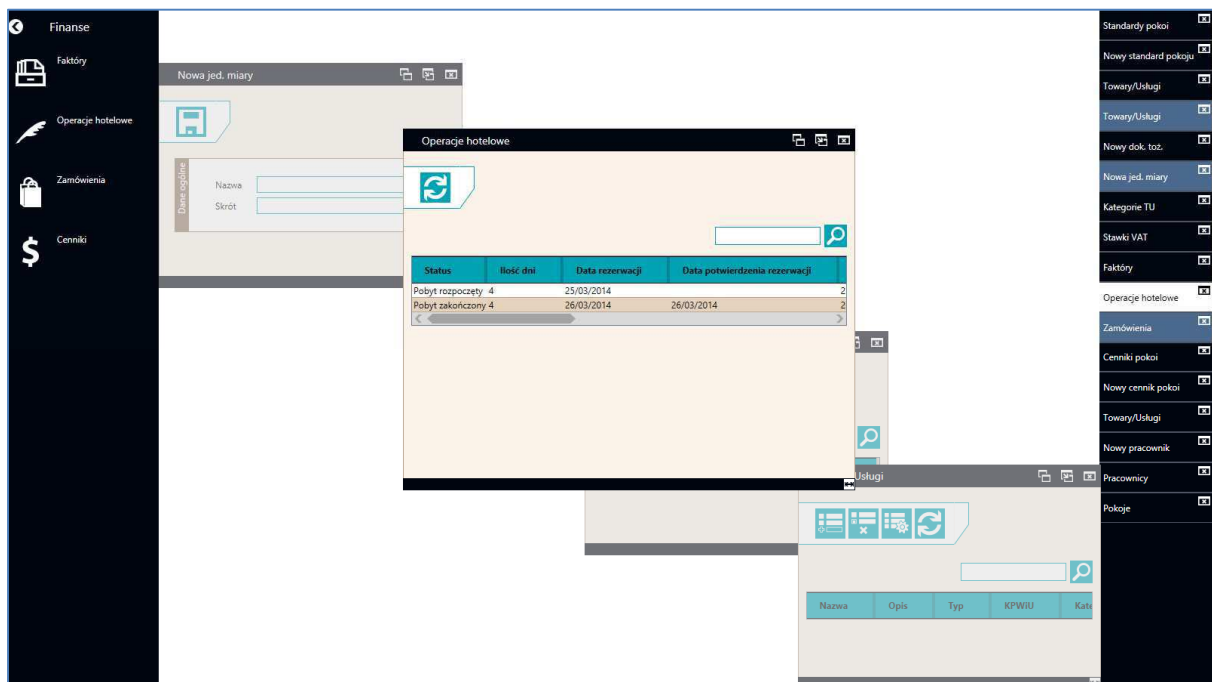 Finanse
Faktóry
Operacje hotelowe
Zamówienia
Cenniki
Nowa jed. miary
Dane ogólne
Nazwa
Skrót
Operacje hotelowe
Status Ilość dni Data rezerwacji Data potwierdzenia rezerwacji
Pobyt rozpoczęty 4 25/03/2014 2
Pobyt zakończony 4 26/03/2014 26/03/2014 2
Usługi
Nazwa Opis Typ KPWiU Kate
Standardy pokoi
Nowy standard pokoju
Towary/Usługi
Towary/Usługi
Nowy dok. toż.
Nowa jed. miary
Kategorie TU
Stawki VAT
Faktóry
Operacje hotelowe
Zamówienia
Cenniki pokoi
Nowy cennik pokoi
Towary/Usługi
Nowy pracownik
Pracownicy
Pokoje